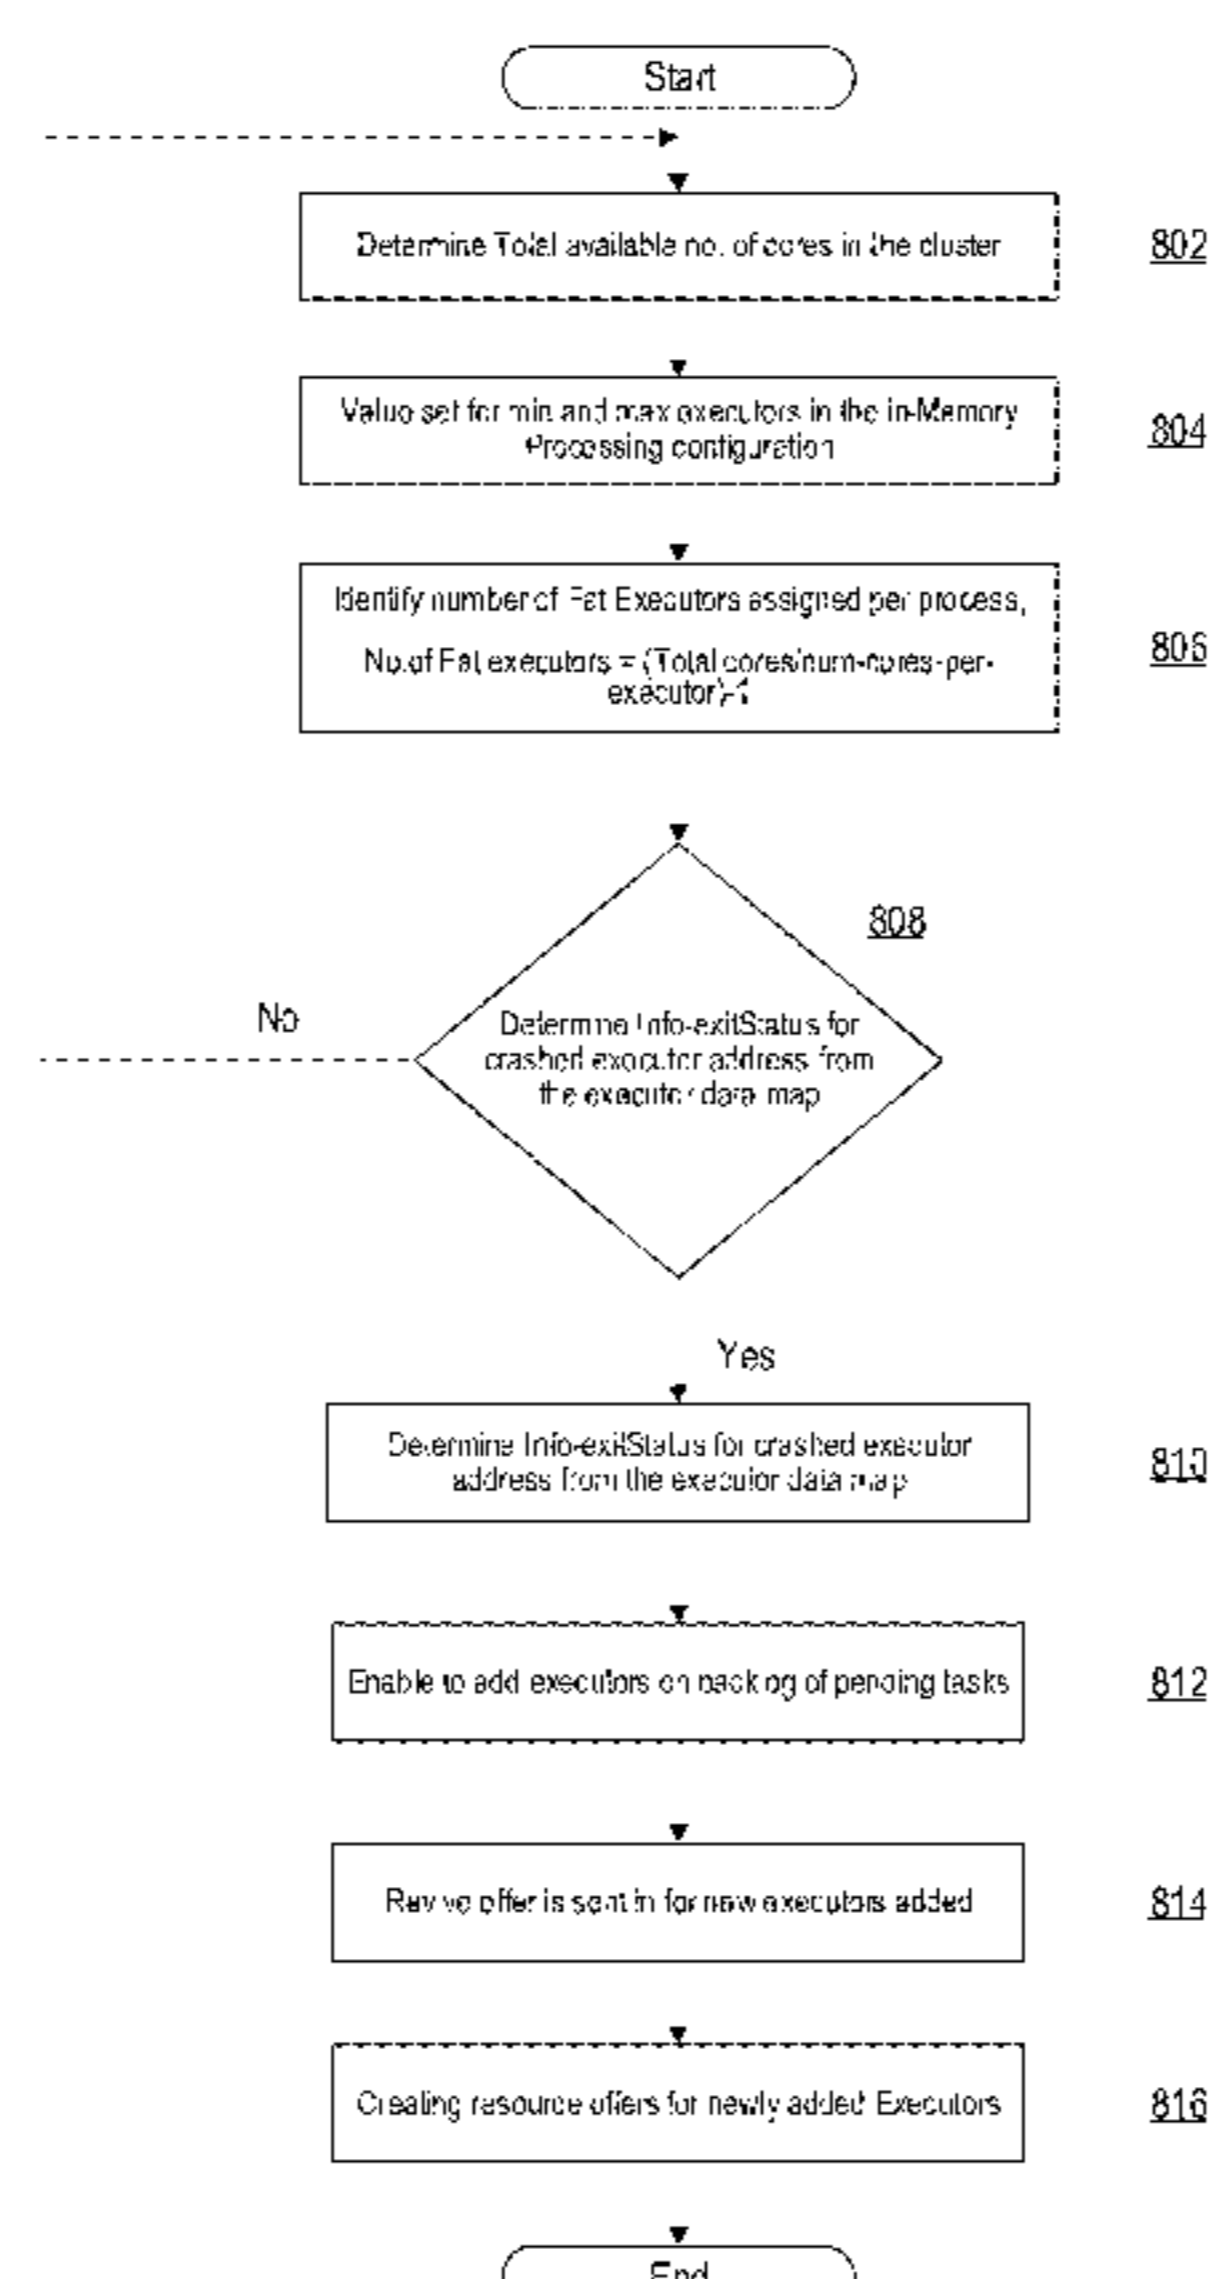 Start
Determine Total available no. of cores in the cluster
802
Value set for min and max executors in the in-Memory
Processing configuration
804
Identify number of Fat Executors assigned per process,
No.of Fat executors = (Total cores/num-cores-per-
executor)-1
806
808
No
Determine Info-exitStatus for
crashed executor address from
the executor data map
Yes
Determine Info-exitStatus for crashed executor
address from the executor data map
810
Enable to add executors on backlog of pending tasks
812
Revive offer is sent in for new executors added
814
Creating resource offers for newly added Executors
816
End